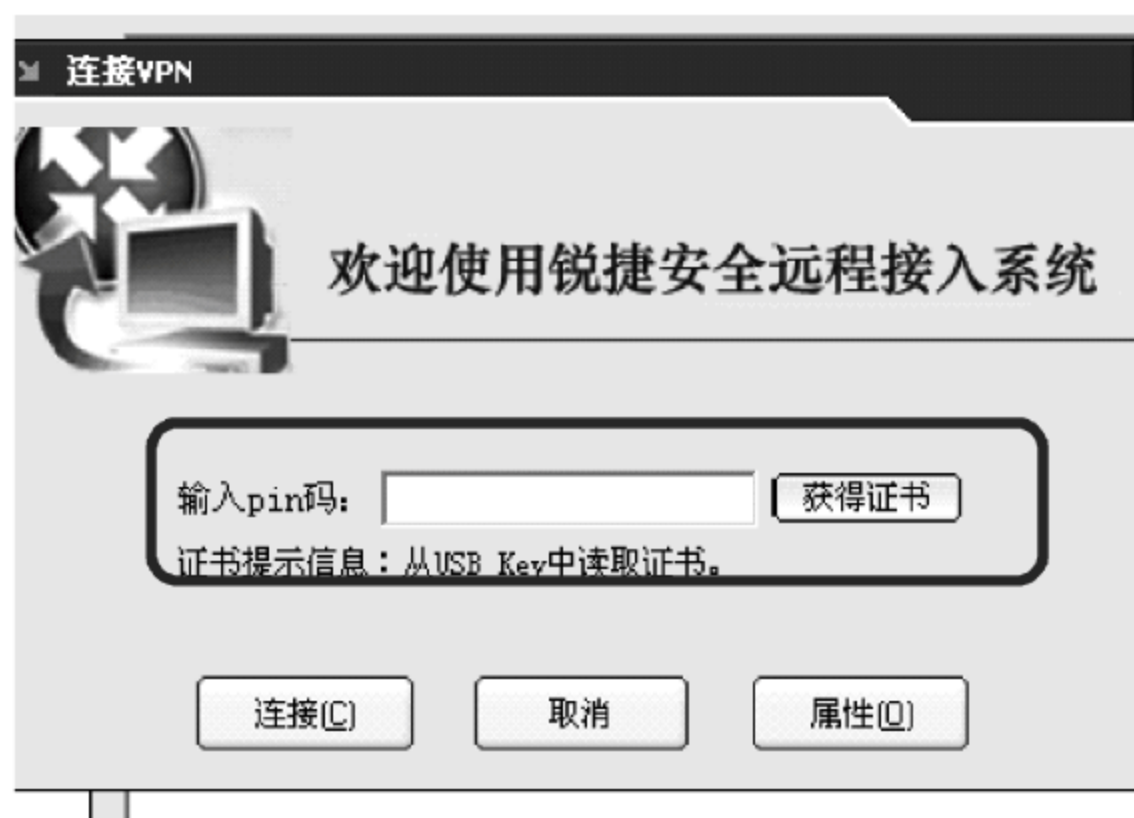 连接VPN
欢迎使用锐捷安全远程接入系统
输入pin码: 获得证书
证书提示信息：从USB Key中读取证书。
连接(C) 取消 属性(O)